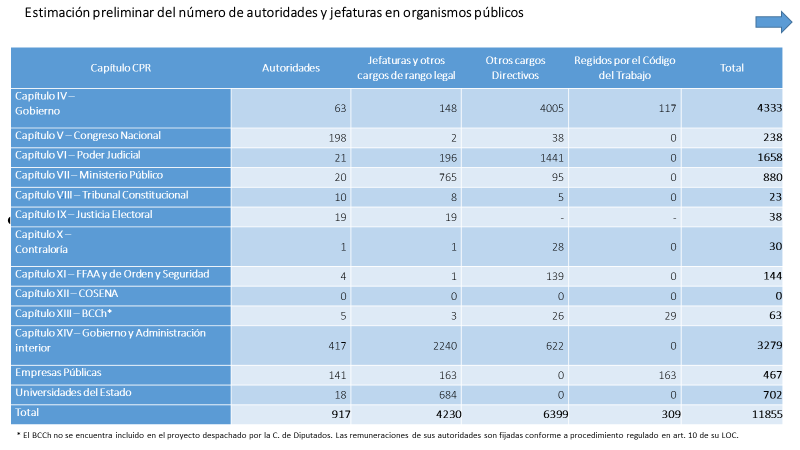 Estimación preliminar del número de autoridades y jefaturas en organismos públicos
Capítulo CPR Autoridades Jefaturas y otros cargos de rango legal Otros cargos Directivos Regidos por el Código del Trabajo Total
Capítulo IV – Gobierno 63 148 4005 117 4333
Capítulo V – Congreso Nacional 198 2 38 0 238
Capítulo VI – Poder Judicial 21 196 1441 0 1658
Capítulo VII – Ministerio Público 20 765 95 0 880
Capítulo VIII – Tribunal Constitucional 10 8 5 0 23
Capítulo IX – Justicia Electoral 19 19 - - 38
Capítulo X – Contraloría 1 1 28 0 30
Capítulo XI – FFAA y de Orden y Seguridad 4 1 139 0 144
Capítulo XII – COSENA 0 0 0 0 0
Capítulo XIII – BCCh* 5 3 26 29 63
Capítulo XIV – Gobierno y Administración interior 417 2240 622 0 3279
Empresas Públicas 141 163 0 163 467
Universidades del Estado 18 684 0 0 702
Total 917 4230 6399 309 11855
* El BCCh no se encuentra incluido en el proyecto despachado por la C. de Diputados. Las remuneraciones de sus autoridades son fijadas conforme a procedimiento regulado en art. 10 de su LOC.